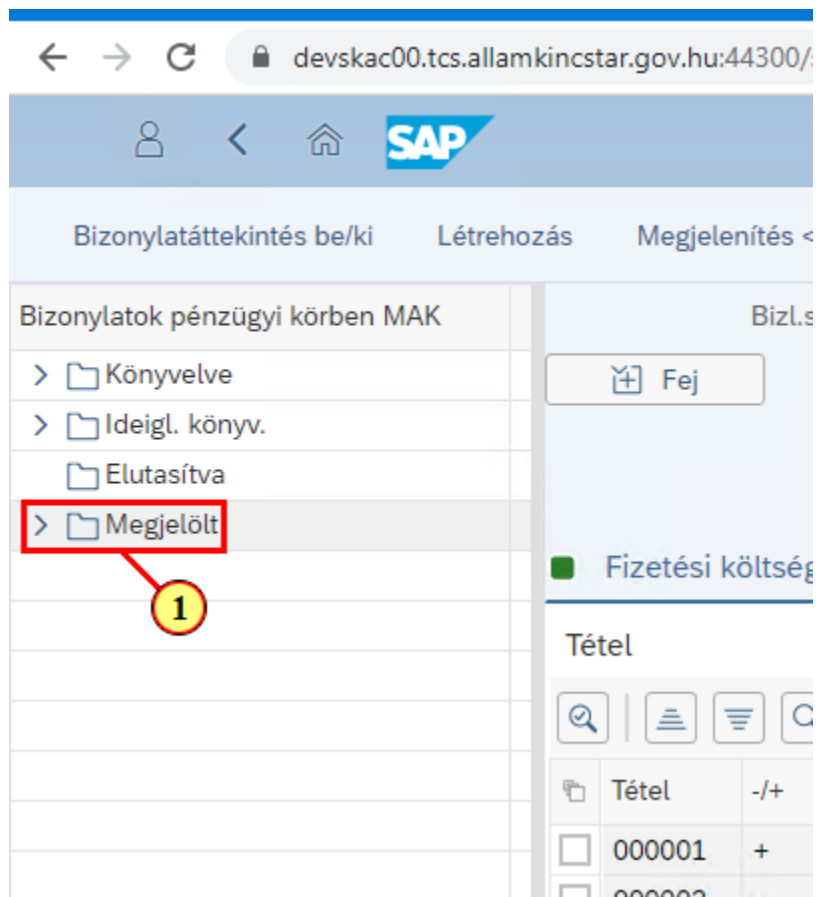 devskac00.tcs.allamkincstar.gov.hu:44300/
SAP
Bizonylatáttekintés be/ki Létrehozás Megjelenítés <
Bizonylatok pénzügyi körben MAK
Bizl.s
Könyvelve
Fej
Ideigl. könyv.
Elutasítva
Megjelölt
1
Fizetési költség
Tétel
Tétel -/+
000001 +